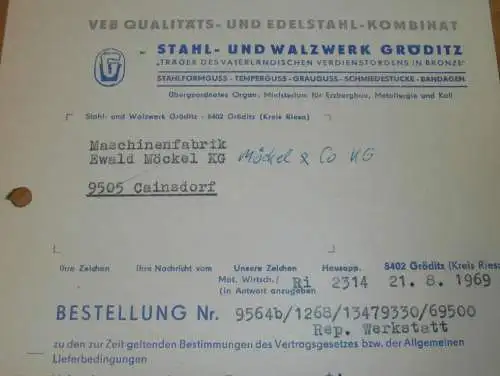 VEB QUALITÄTS- UND EDELSTAHL-KOMBINAT
STAHL- UND WALZWERK GRÖDITZ
"TRÄGER DES VATERLÄNDISCHEN VERDIENSTORDENS IN BRONZE"
STAHLFORMGUSS - TEMPERGUSS - GRAUGUSS - SCHMIEDESTÜCKE - BANDAGEN
Übergeordnetes Organ: Ministerium für Erzbergbau, Metallurgie und Kali
Stahl- und Walzwerk Gröditz - 8402 Gröditz (Kreis Riesa)
Maschinenfabrik
Ewald Möckel KG Möckel & Co KG
9505 Cainsdorf
Ihre Zeichen Ihre Nachricht vom Unsere Zeichen Hausapp. 8402 Gröditz (Kreis Ries
Mat. Wirtsch./ Ri 2314 21.8.1969
(in Antwort anzugeben)
BESTELLUNG Nr. 9564b/1268/13479330/69500
Rep. Werkstatt
zu den zur Zeit geltenden Bestimmungen des Vertragsgesetzes bzw. der Allgemeinen
Lieferbedingungen